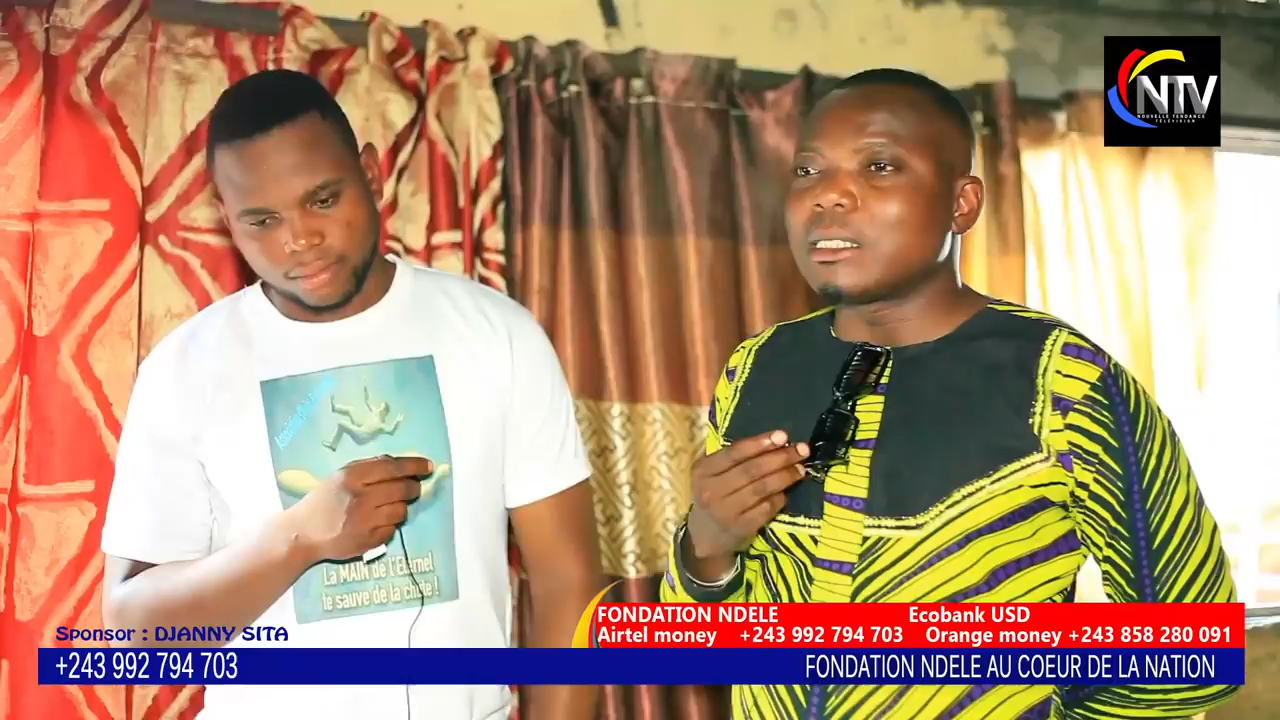 NTV
NOUVELLE TENDANCE
TÉLÉVISION
La MAIN de l'Eternel
te sauve de la chute !
FONDATION NDELE Ecobank USD
Airtel money +243 992 794 703 Orange money +243 858 280 091
Sponsor : DJANNY SITA
+243 992 794 703 FONDATION NDELE AU COEUR DE LA NATION